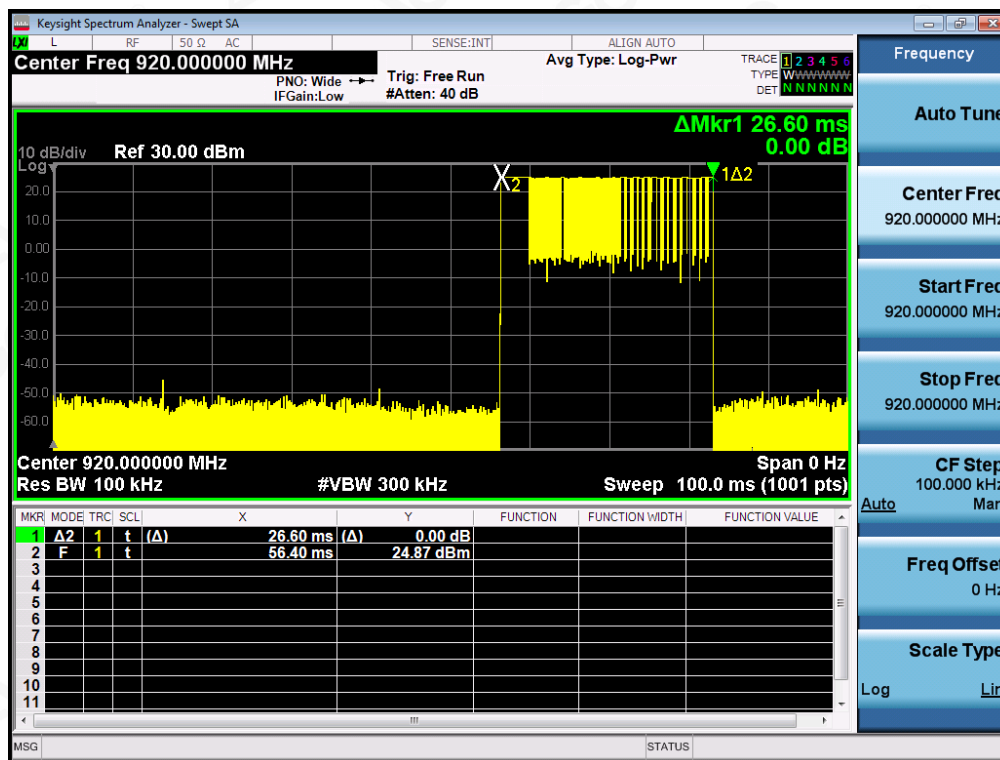 Keysight Spectrum Analyzer - Swept SA
LXI L RF 50 Ω AC SENSE:INT ALIGN AUTO
Center Freq 920.000000 MHz
PNO: Wide
IFGain:Low
Trig: Free Run
#Atten: 40 dB
Avg Type: Log-Pwr
TRACE 1 2 3 4 5 6
TYPE WWWWWW
DET N N N N N N
ΔMkr1 26.60 ms
0.00 dB
10 dB/div Ref 30.00 dBm
Log
20.0
10.0
0.00
-10.0
-20.0
-30.0
-40.0
-50.0
-60.0
X2
1Δ2
Center 920.000000 MHz Span 0 Hz
Res BW 100 kHz #VBW 300 kHz Sweep 100.0 ms (1001 pts)
MKR MODE TRC SCL X Y FUNCTION FUNCTION WIDTH FUNCTION VALUE
1 Δ2 1 t (Δ) 26.60 ms (Δ) 0.00 dB
2 F 1 t 56.40 ms 24.87 dBm
3
4
5
6
7
8
9
10
11
MSG STATUS
Frequency
Auto Tune
Center Freq
920.000000 MHz
Start Freq
920.000000 MHz
Stop Freq
920.000000 MHz
CF Step
100.000 kHz
Auto Man
Freq Offset
0 Hz
Scale Type
Log Lin